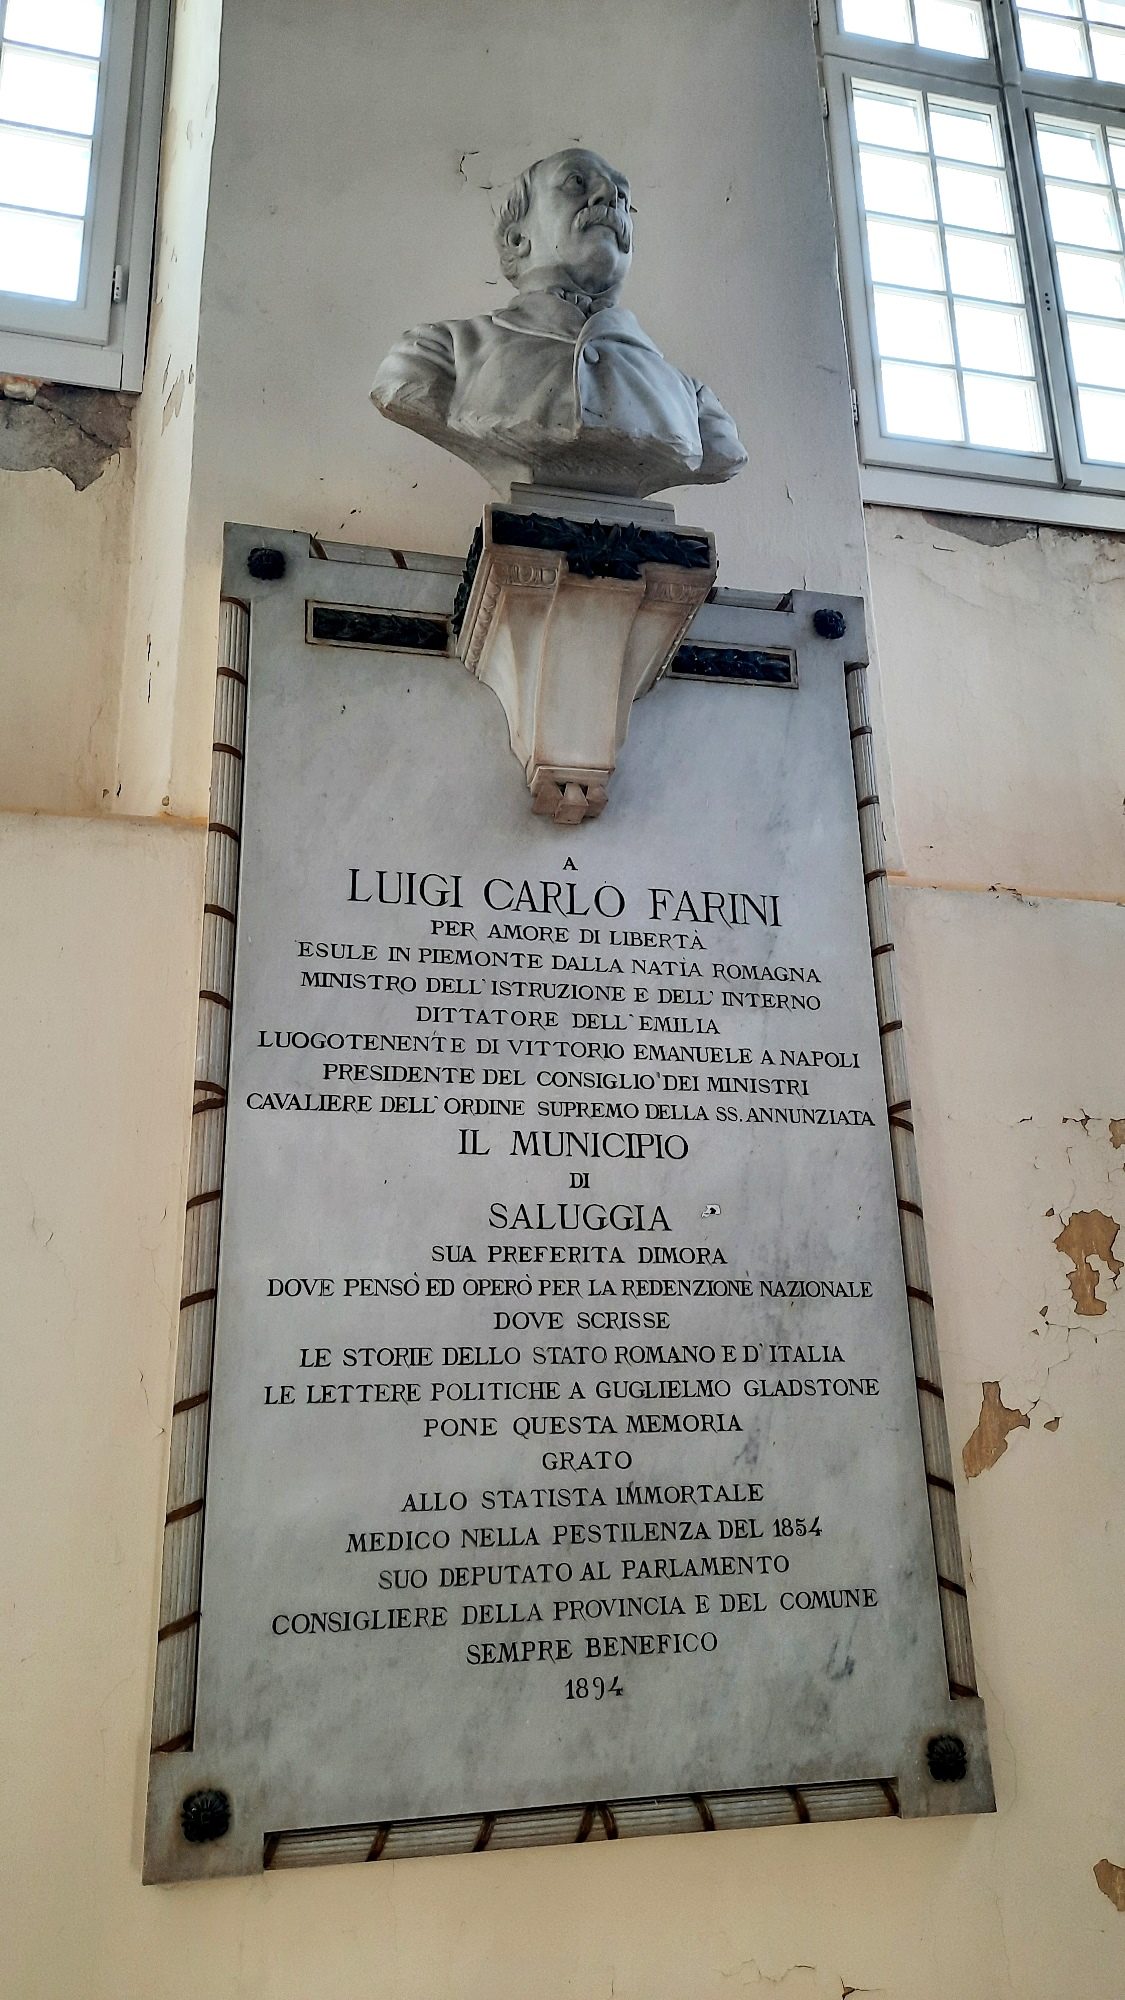 A
LUIGI CARLO FARINI
PER AMORE DI LIBERTÀ
ESULE IN PIEMONTE DALLA NATÌA ROMAGNA
MINISTRO DELL'ISTRUZIONE E DELL'INTERNO
DITTATORE DELL'EMILIA
LUOGOTENENTE DI VITTORIO EMANUELE A NAPOLI
PRESIDENTE DEL CONSIGLIO DEI MINISTRI
CAVALIERE DELL'ORDINE SUPREMO DELLA SS. ANNUNZIATA
IL MUNICIPIO
DI
SALUGGIA
SUA PREFERITA DIMORA
DOVE PENSÒ ED OPERÒ PER LA REDENZIONE NAZIONALE
DOVE SCRISSE
LE STORIE DELLO STATO ROMANO E D'ITALIA
LE LETTERE POLITICHE A GUGLIELMO GLADSTONE
PONE QUESTA MEMORIA
GRATO
ALLO STATISTA IMMORTALE
MEDICO NELLA PESTILENZA DEL 1854
SUO DEPUTATO AL PARLAMENTO
CONSIGLIERE DELLA PROVINCIA E DEL COMUNE
SEMPRE BENEFICO
1894